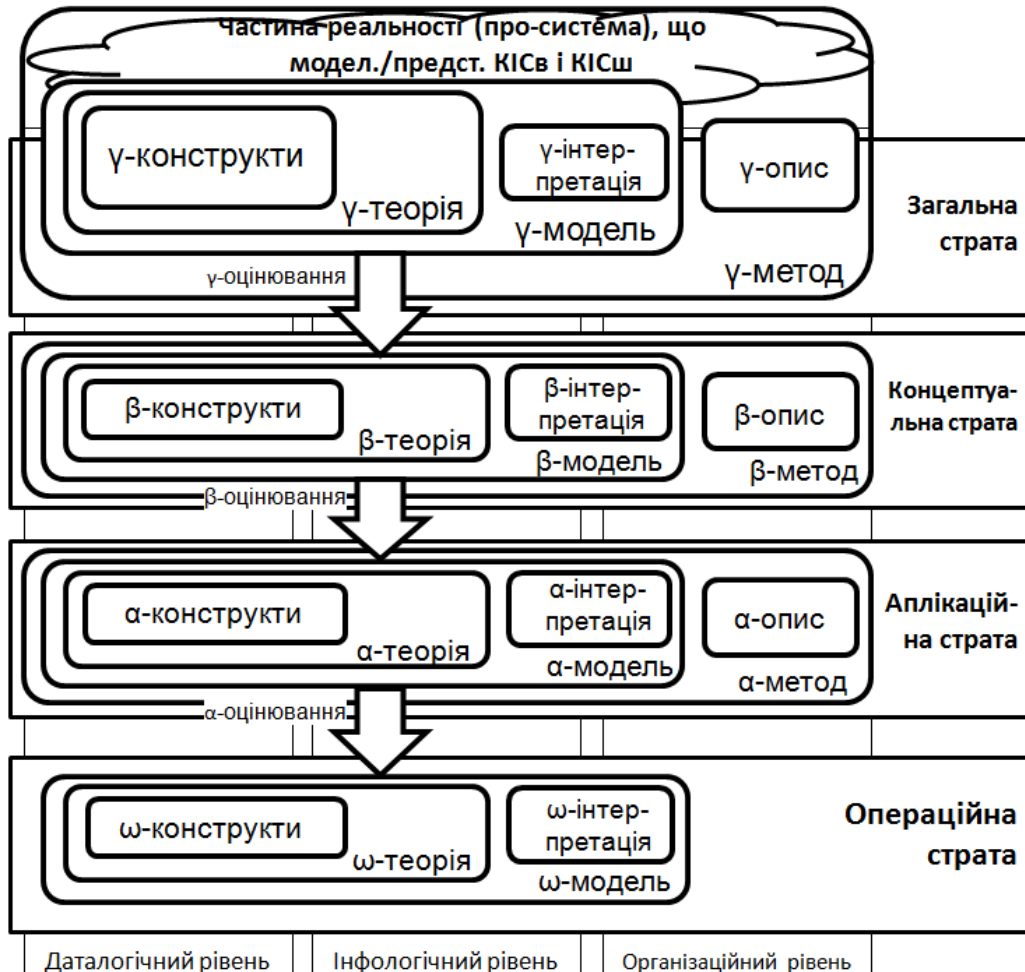 Частина реальності (про-система), що
модел./предст. КІСв і КІСш
γ-конструкти
γ-теорія
γ-інтер-
претація
γ-модель
γ-опис
γ-метод
Загальна
страта
γ-оцінювання
β-конструкти
β-теорія
β-інтер-
претація
β-модель
β-опис
β-метод
Концептуа-
льна страта
β-оцінювання
α-конструкти
α-теорія
α-інтер-
претація
α-модель
α-опис
α-метод
Аплікацій-
на страта
α-оцінювання
ω-конструкти
ω-теорія
ω-інтер-
претація
ω-модель
Операційна
страта
Даталогічний рівень
Інфологічний рівень
Організаційний рівень